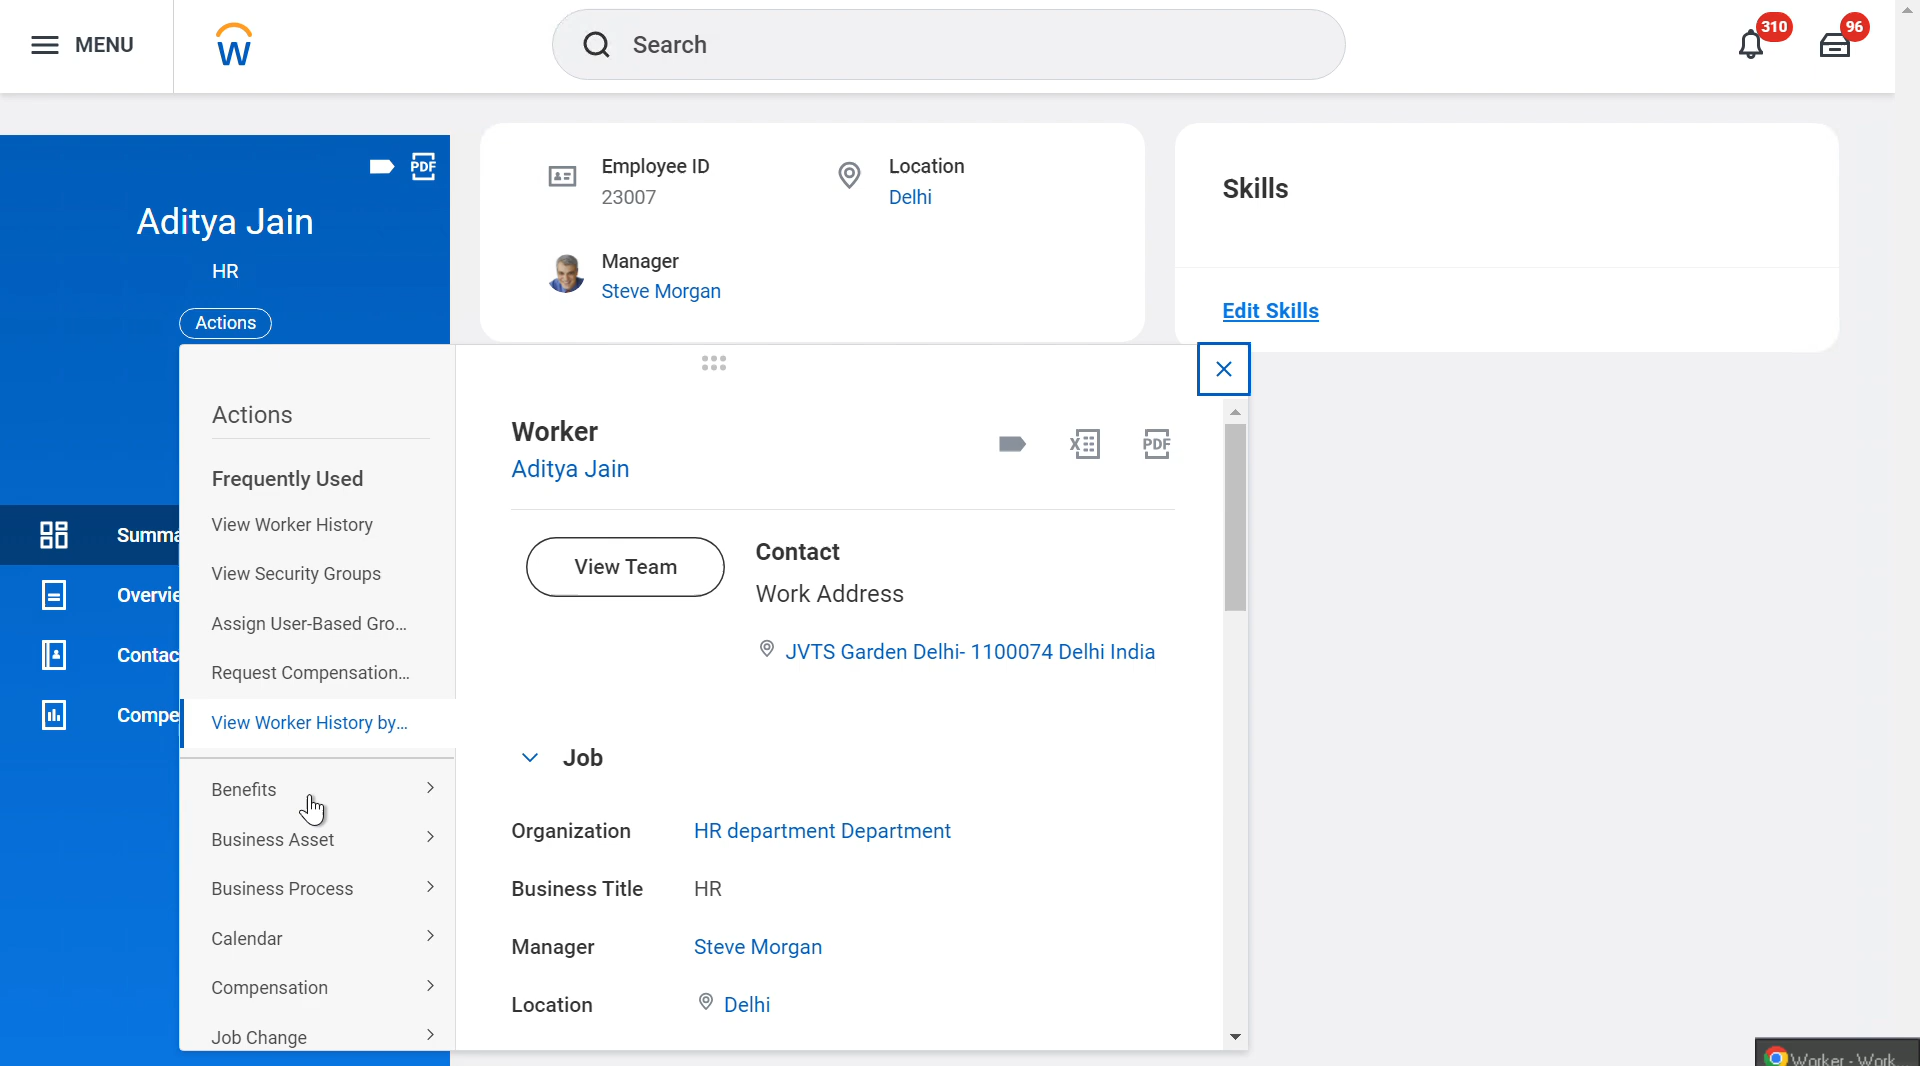 MENU
W
Search
310
96
PDF
Aditya Jain
HR
Actions
Employee ID
23007
Location
Delhi
Manager
Steve Morgan
Skills
Edit Skills
Summa
Overvie
Contac
Compe
Actions
Frequently Used
View Worker History
View Security Groups
Assign User-Based Gro...
Request Compensation...
View Worker History by...
Benefits
Business Asset
Business Process
Calendar
Compensation
Job Change
Worker
Aditya Jain
X
PDF
View Team
Contact
Work Address
JVTS Garden Delhi- 1100074 Delhi India
Job
Organization HR department Department
Business Title HR
Manager Steve Morgan
Location Delhi
Worker - Work...